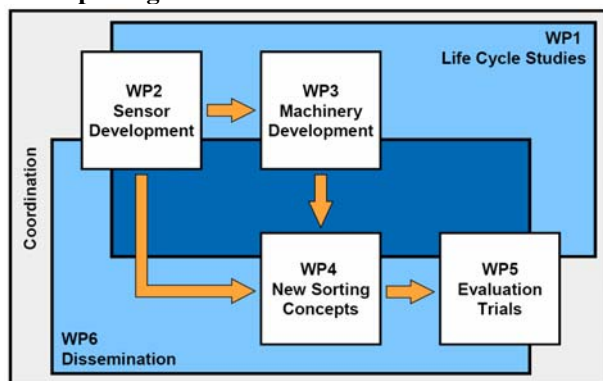 WP1
Life Cycle Studies
WP2
Sensor
Development
WP3
Machinery
Development
Coordination
WP4
New Sorting
Concepts
WP5
Evaluation
Trials
WP6
Dissemination